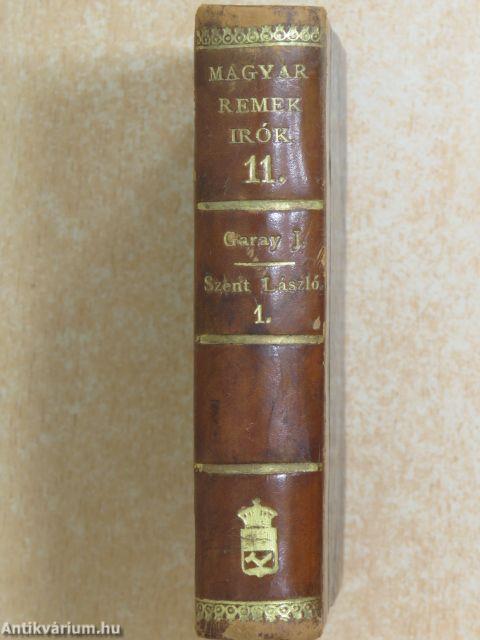 MAGYAR
REMEK
IRÓK
11.
Garay J.
Szent László
1.
Antikvárium.hu